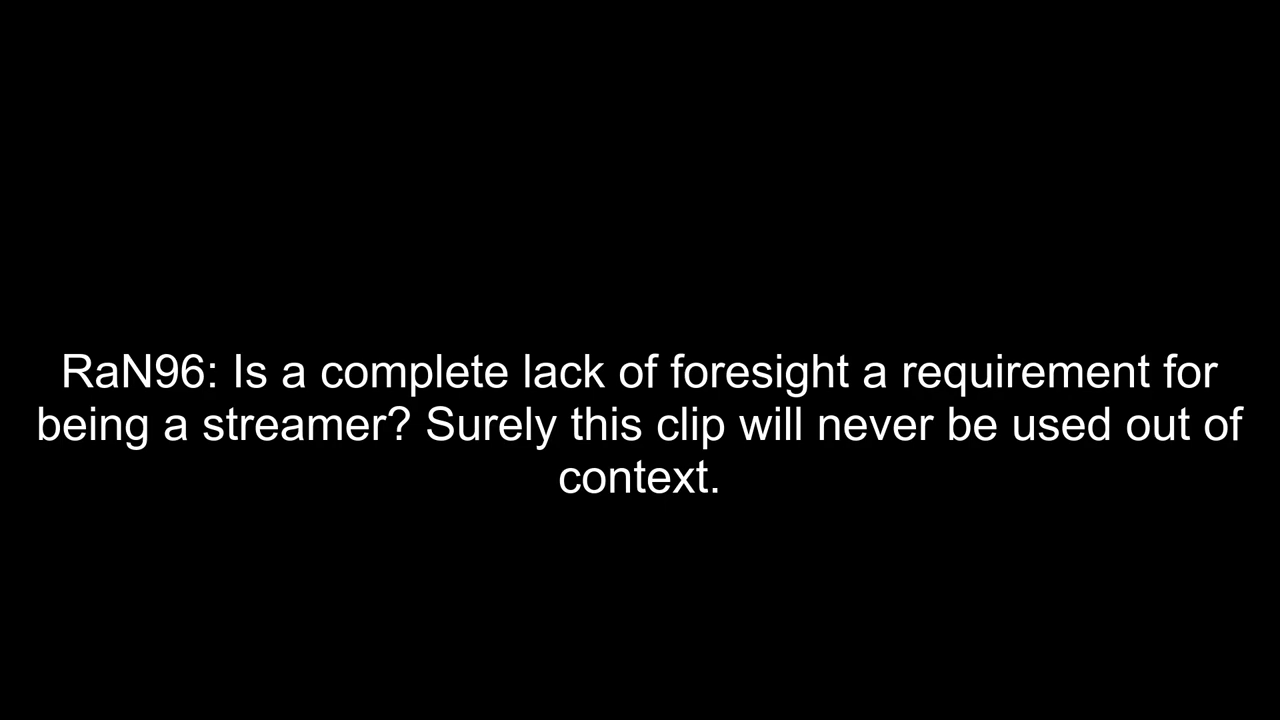 RaN96: Is a complete lack of foresight a requirement for
being a streamer? Surely this clip will never be used out of
context.